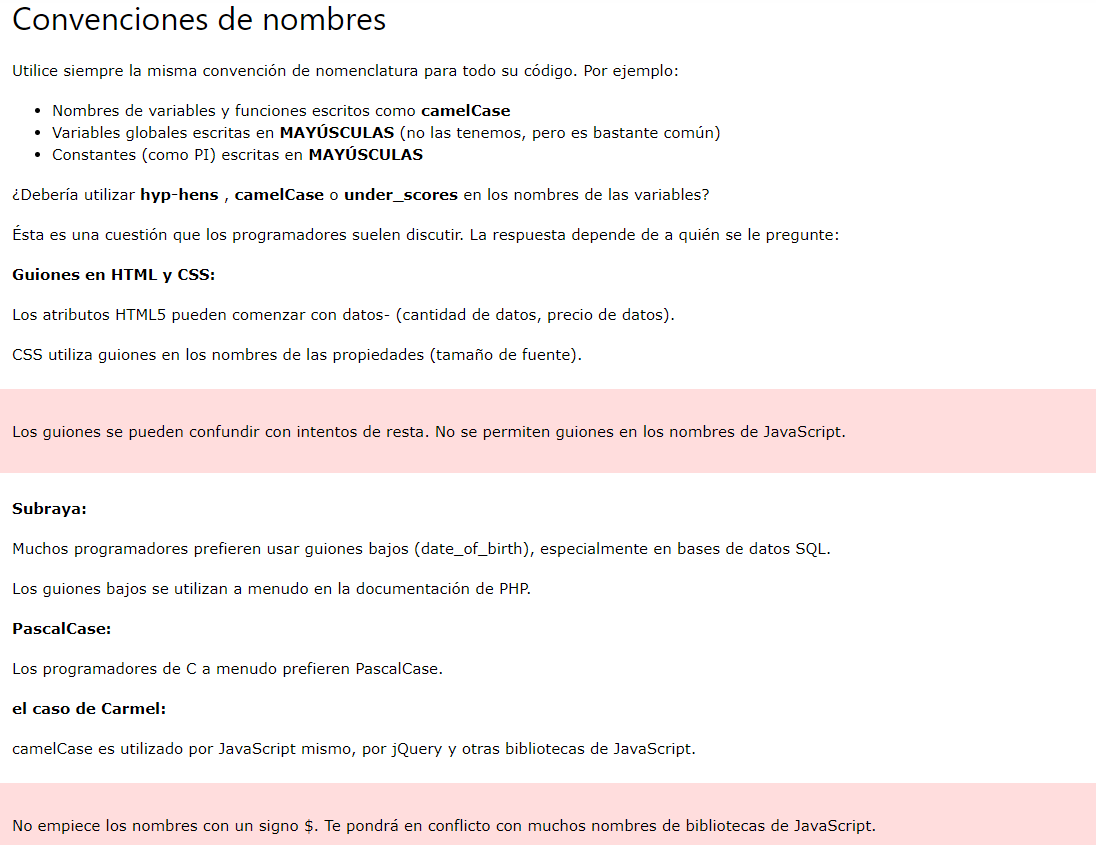 Convenciones de nombres
Utilice siempre la misma convención de nomenclatura para todo su código. Por ejemplo:
• Nombres de variables y funciones escritos como camelCase
• Variables globales escritas en MAYÚSCULAS (no las tenemos, pero es bastante común)
• Constantes (como PI) escritas en MAYÚSCULAS
¿Debería utilizar hyp-hens , camelCase o under_scores en los nombres de las variables?
Ésta es una cuestión que los programadores suelen discutir. La respuesta depende de a quién se le pregunte:
Guiones en HTML y CSS:
Los atributos HTML5 pueden comenzar con datos- (cantidad de datos, precio de datos).
CSS utiliza guiones en los nombres de las propiedades (tamaño de fuente).
Los guiones se pueden confundir con intentos de resta. No se permiten guiones en los nombres de JavaScript.
Subraya:
Muchos programadores prefieren usar guiones bajos (date_of_birth), especialmente en bases de datos SQL.
Los guiones bajos se utilizan a menudo en la documentación de PHP.
PascalCase:
Los programadores de C a menudo prefieren PascalCase.
el caso de Carmel:
camelCase es utilizado por JavaScript mismo, por jQuery y otras bibliotecas de JavaScript.
No empiece los nombres con un signo $. Te pondrá en conflicto con muchos nombres de bibliotecas de JavaScript.